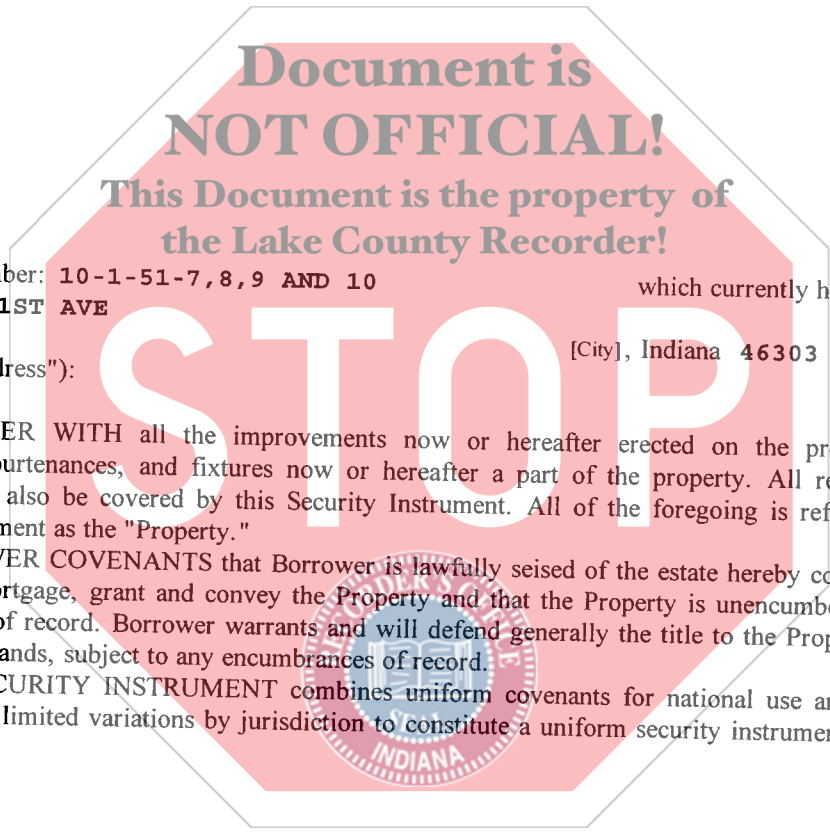 Document is
NOT OFFICIAL!
This Document is the property of
the Lake County Recorder!
ber: 10-1-51-7,8,9 AND 10
which currently h
1ST AVE
[City], Indiana 46303
dress"):
STOP
ER WITH all the improvements now or hereafter erected on the pr
purtenances, and fixtures now or hereafter a part of the property. All re
also be covered by this Security Instrument. All of the foregoing is ref
ment as the "Property."
VER COVENANTS that Borrower is lawfully seised of the estate hereby co
ortgage, grant and convey the Property and that the Property is unencumbe
of record. Borrower warrants and will defend generally the title to the Prop
ands, subject to any encumbrances of record.
CURITY INSTRUMENT combines uniform covenants for national use an
limited variations by jurisdiction to constitute a uniform security instrumen
RECORDER'S OFFICE
SEAL
INDIANA